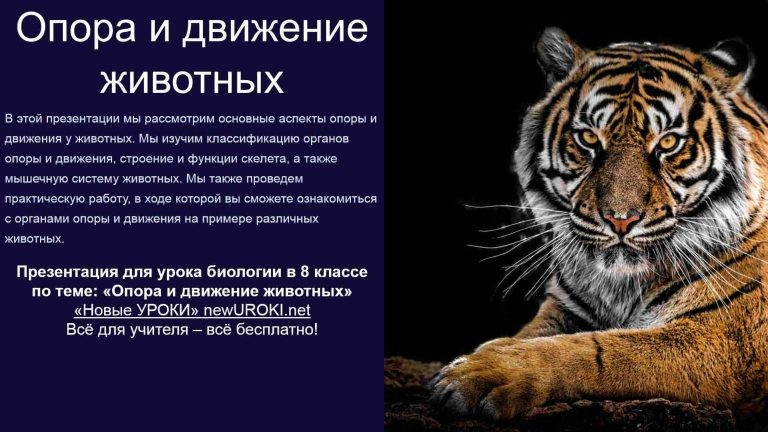 Опора и движение
животных
В этой презентации мы рассмотрим основные аспекты опоры и
движения у животных. Мы изучим классификацию органов
опоры и движения, строение и функции скелета, а также
мышечную систему животных. Мы также проведем
практическую работу, в ходе которой вы сможете ознакомиться
с органами опоры и движения на примере различных
животных.
Презентация для урока биологии в 8 классе
по теме: «Опора и движение животных»
«Новые УРОКИ» newUROKI.net
Всё для учителя – всё бесплатно!